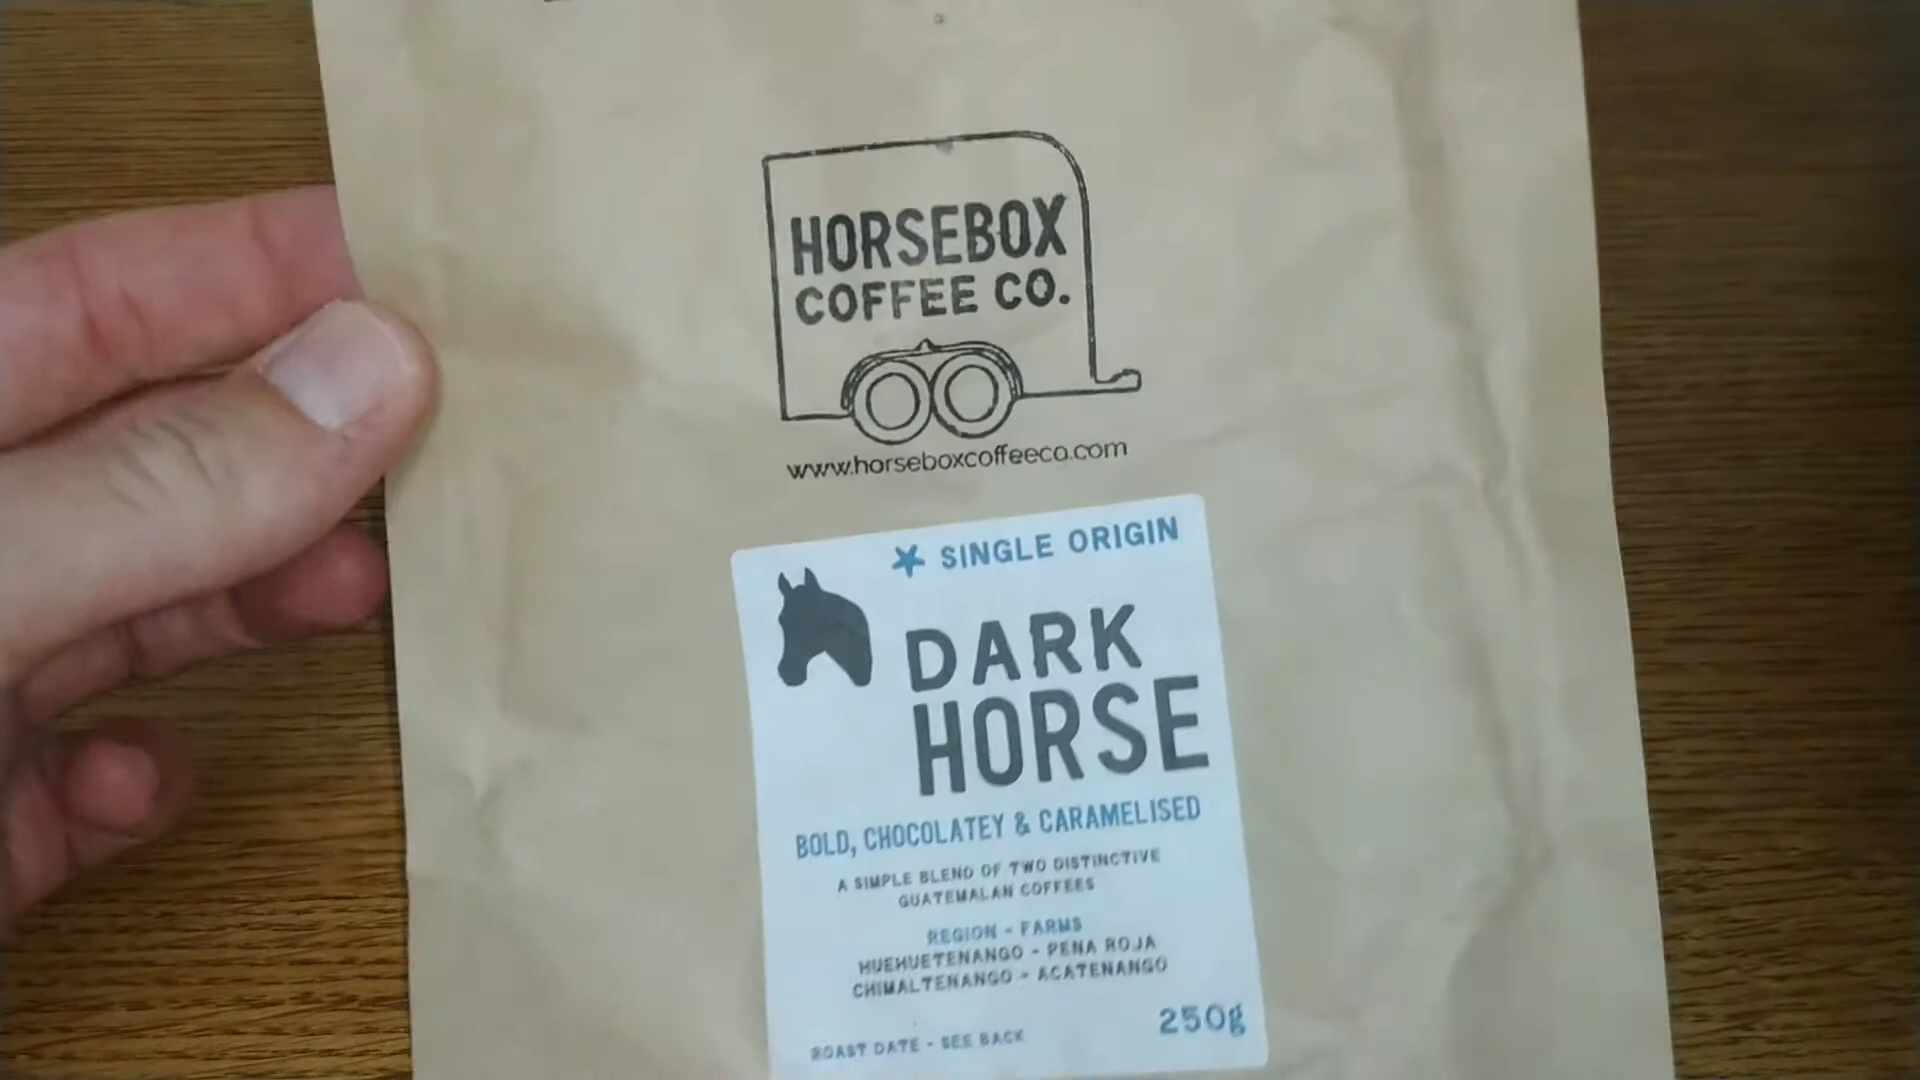 HORSEBOX
COFFEE CO.
www.horseboxcoffeeco.com
SINGLE ORIGIN
DARK
HORSE
BOLD, CHOCOLATEY & CARAMELISED
A SIMPLE BLEND OF TWO DISTINCTIVE
GUATEMALAN COFFEES
REGION - FARMS
HUEHUETENANGO - PENA ROJA
CHIMALTENANGO - ACATENANGO
250g
ROAST DATE - SEE BACK